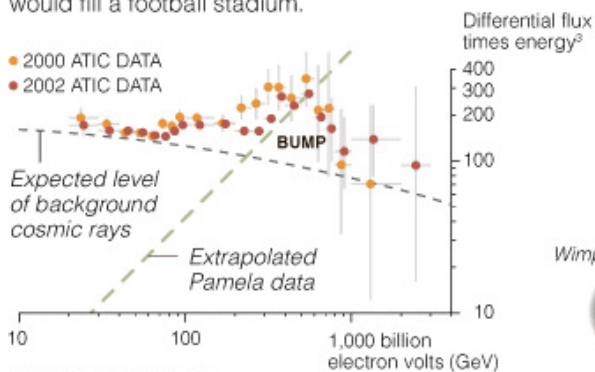 would fill a football stadium.
Differential flux
times energy³
2000 ATIC DATA
2002 ATIC DATA
400
300
200
BUMP
100
Expected level
of background
cosmic rays
Extrapolated
Pamela data
10
10
100
1,000 billion
electron volts (GeV)